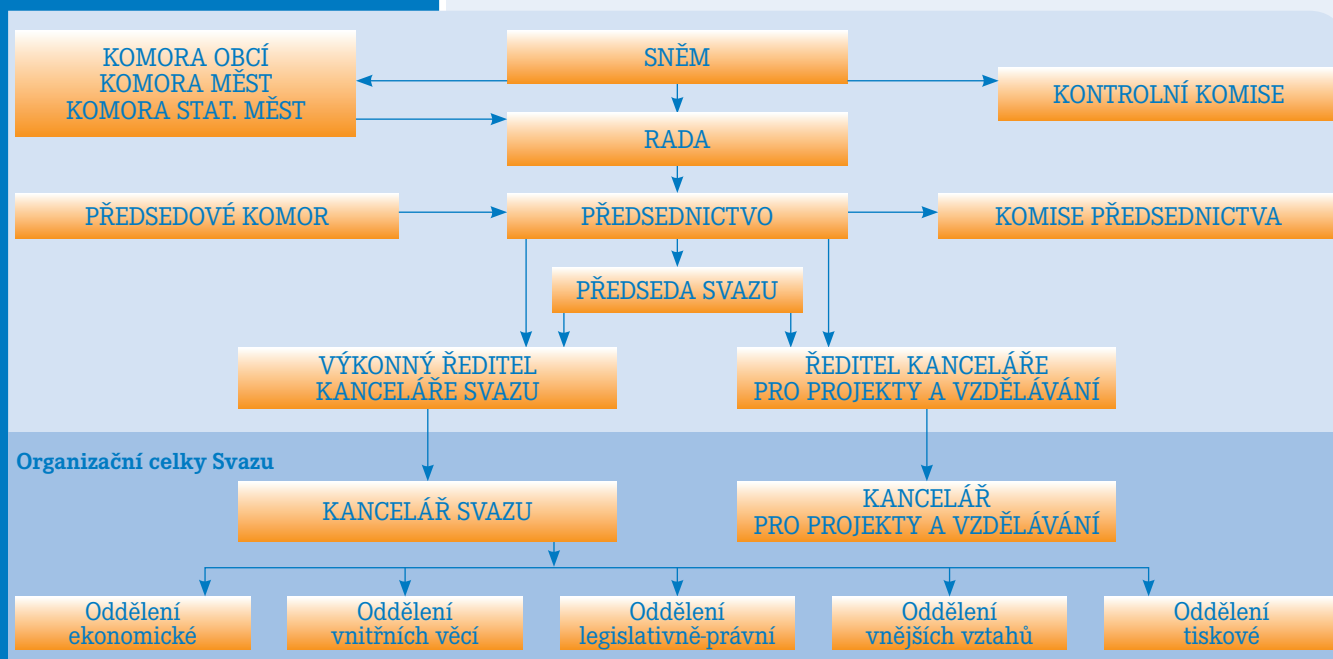 KOMORA OBCÍ
KOMORA MĚST
KOMORA STAT. MĚST
SNĚM
KONTROLNÍ KOMISE
RADA
PŘEDSEDOVÉ KOMOR
PŘEDSEDNICTVO
KOMISE PŘEDSEDNICTVA
PŘEDSEDA SVAZU
VÝKONNÝ ŘEDITEL
KANCELÁŘE SVAZU
ŘEDITEL KANCELÁŘE
PRO PROJEKTY A VZDĚLÁVÁNÍ
Organizační celky Svazu
KANCELÁŘ SVAZU
KANCELÁŘ
PRO PROJEKTY A VZDĚLÁVÁNÍ
Oddělení
ekonomické
Oddělení
vnitřních věcí
Oddělení
legislativně-právní
Oddělení
vnějších vztahů
Oddělení
tiskové